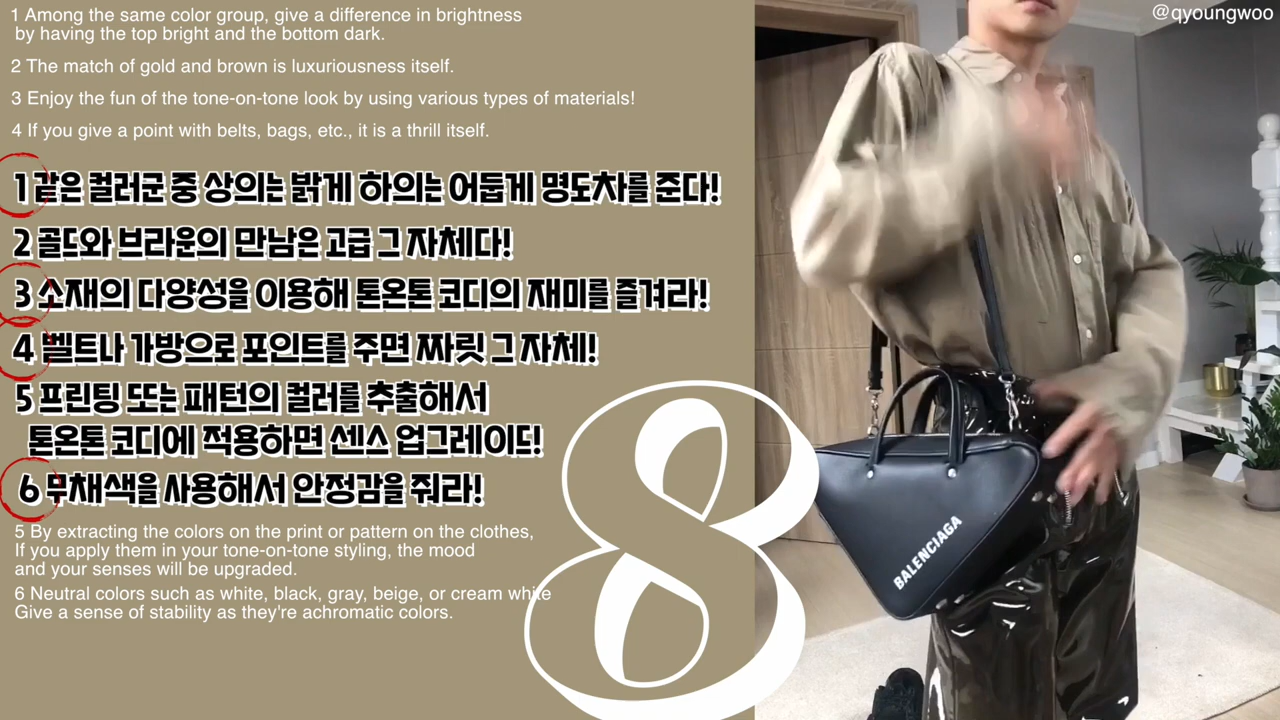 1 Among the same color group, give a difference in brightness
by having the top bright and the bottom dark.
2 The match of gold and brown is luxuriousness itself.
3 Enjoy the fun of the tone-on-tone look by using various types of materials!
4 If you give a point with belts, bags, etc., it is a thrill itself.
1 같은 컬러군 중 상의는 밝게 하의는 어둡게 명도차를 준다!
2 골드와 브라운의 만남은 고급 그 자체다!
3 소재의 다양성을 이용해 톤온톤 코디의 재미를 즐겨라!
4 벨트나 가방으로 포인트를 주면 짜릿 그 자체!
5 프린팅 또는 패턴의 컬러를 추출해서
톤온톤 코디에 적용하면 센스 업그레이드!
6 무채색을 사용해서 안정감을 줘라!
5 By extracting the colors on the print or pattern on the clothes,
If you apply them in your tone-on-tone styling, the mood
and your senses will be upgraded.
6 Neutral colors such as white, black, gray, beige, or cream white
Give a sense of stability as they're achromatic colors.
8
@qyoungwoo
BALENCIAGA